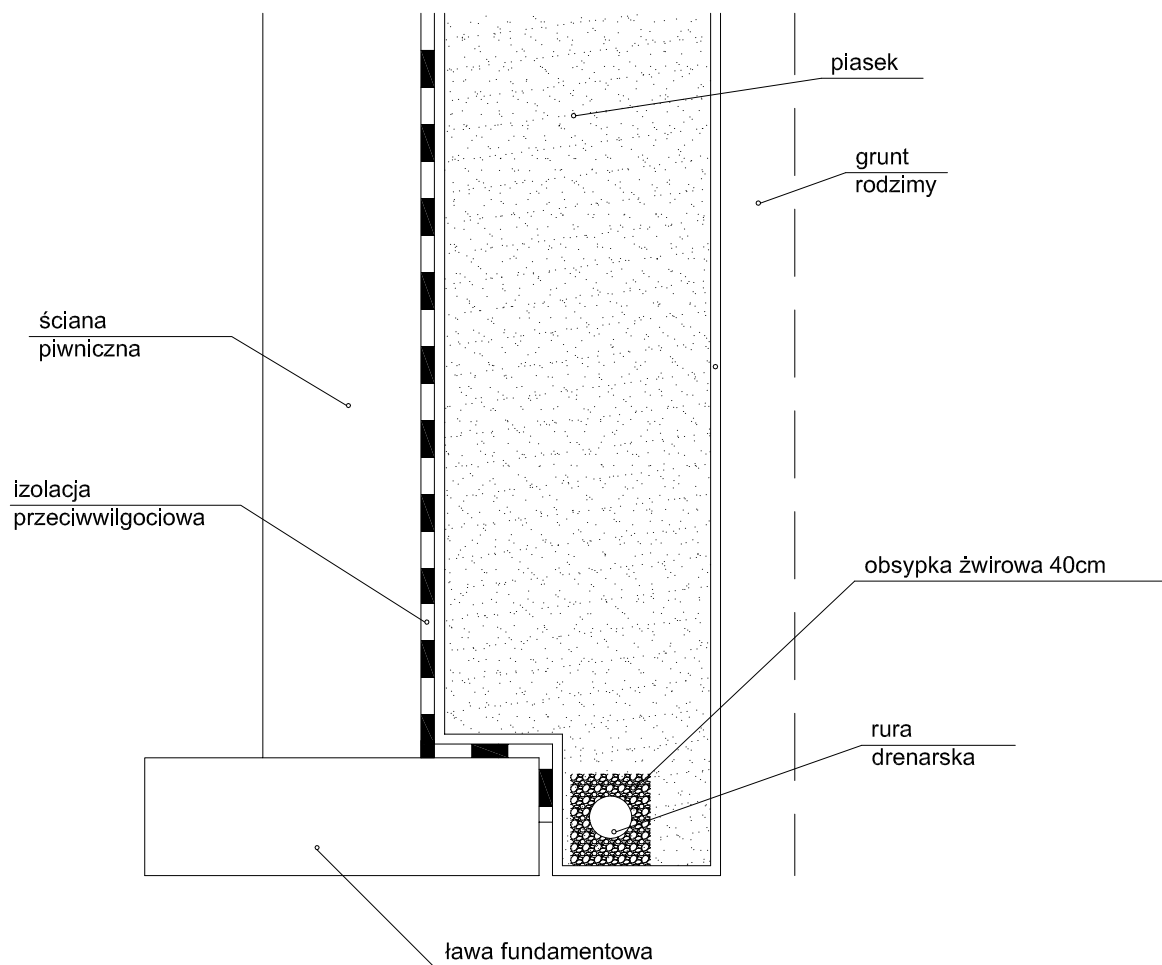 piasek
grunt
rodzimy
ściana
piwniczna
izolacja
przeciwwilgociowa
obsypka żwirowa 40cm
rura
drenarska
ława fundamentowa